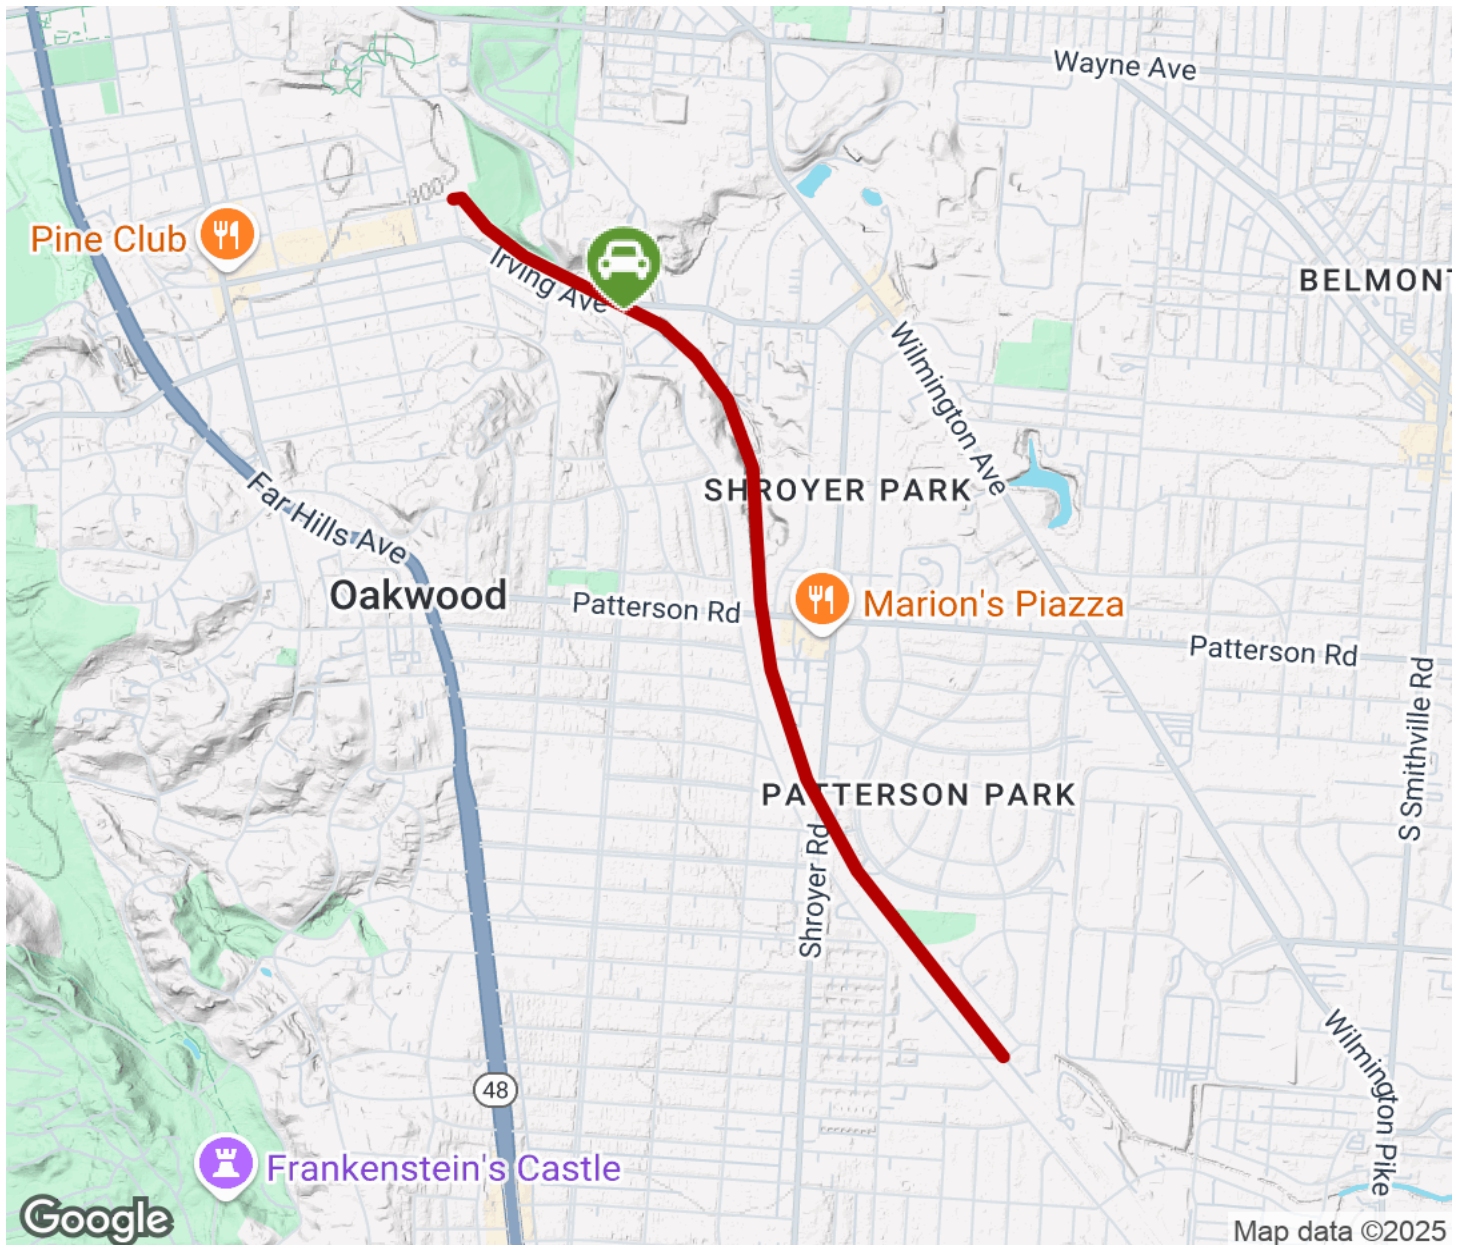 Wayne Ave
1000
Pine Club
Irving Ave
BELMONT
Wilmington Ave
SHROYER PARK
Far Hills Ave
Oakwood
Patterson Rd
Marion's Piazza
Patterson Rd
S Smithville Rd
PATTERSON PARK
Shroyer Rd
48
Wilmington Pike
Frankenstein's Castle
Google
Map data ©2025